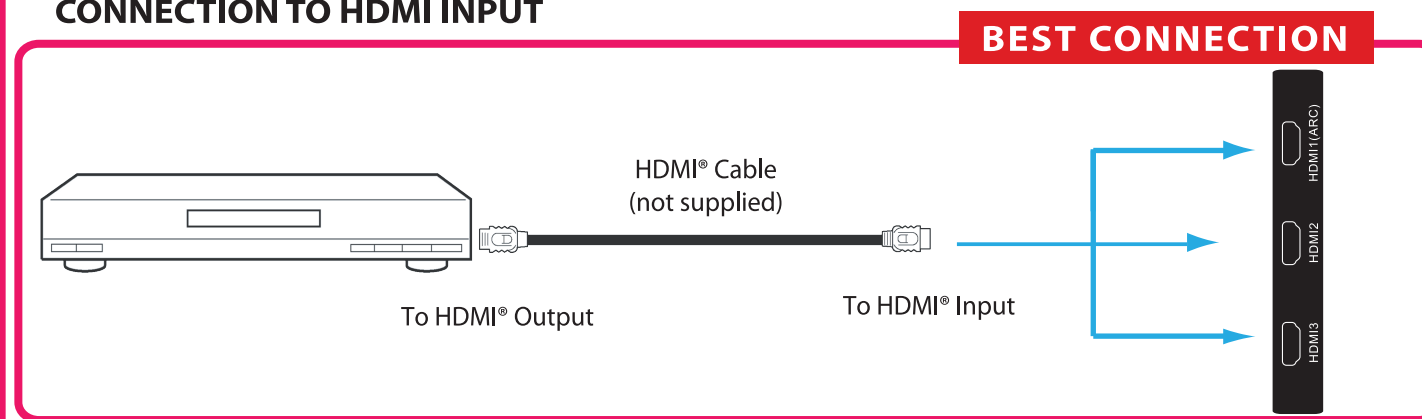 CONNECTION TO HDMI INPUT
BEST CONNECTION
HDMI® Cable
(not supplied)
To HDMI® Output
To HDMI® Input
HDMI1(ARC)
HDMI2
HDMI3